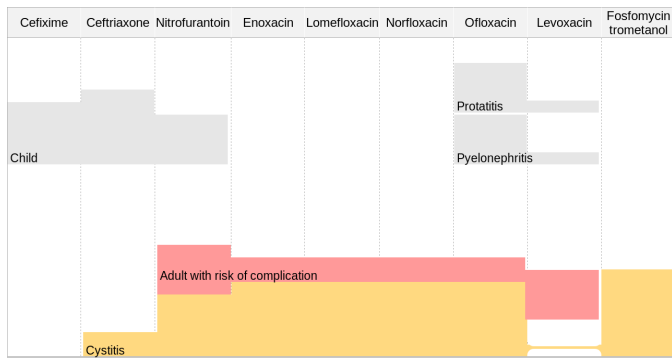 Cefixime Ceftriaxone Nitrofurantoin Enoxacin Lomefloxacin Norfloxacin Ofloxacin Levoxacin Fosfomycin trometanol
Protatitis
Child
Pyelonephritis
Adult with risk of complication
Cystitis